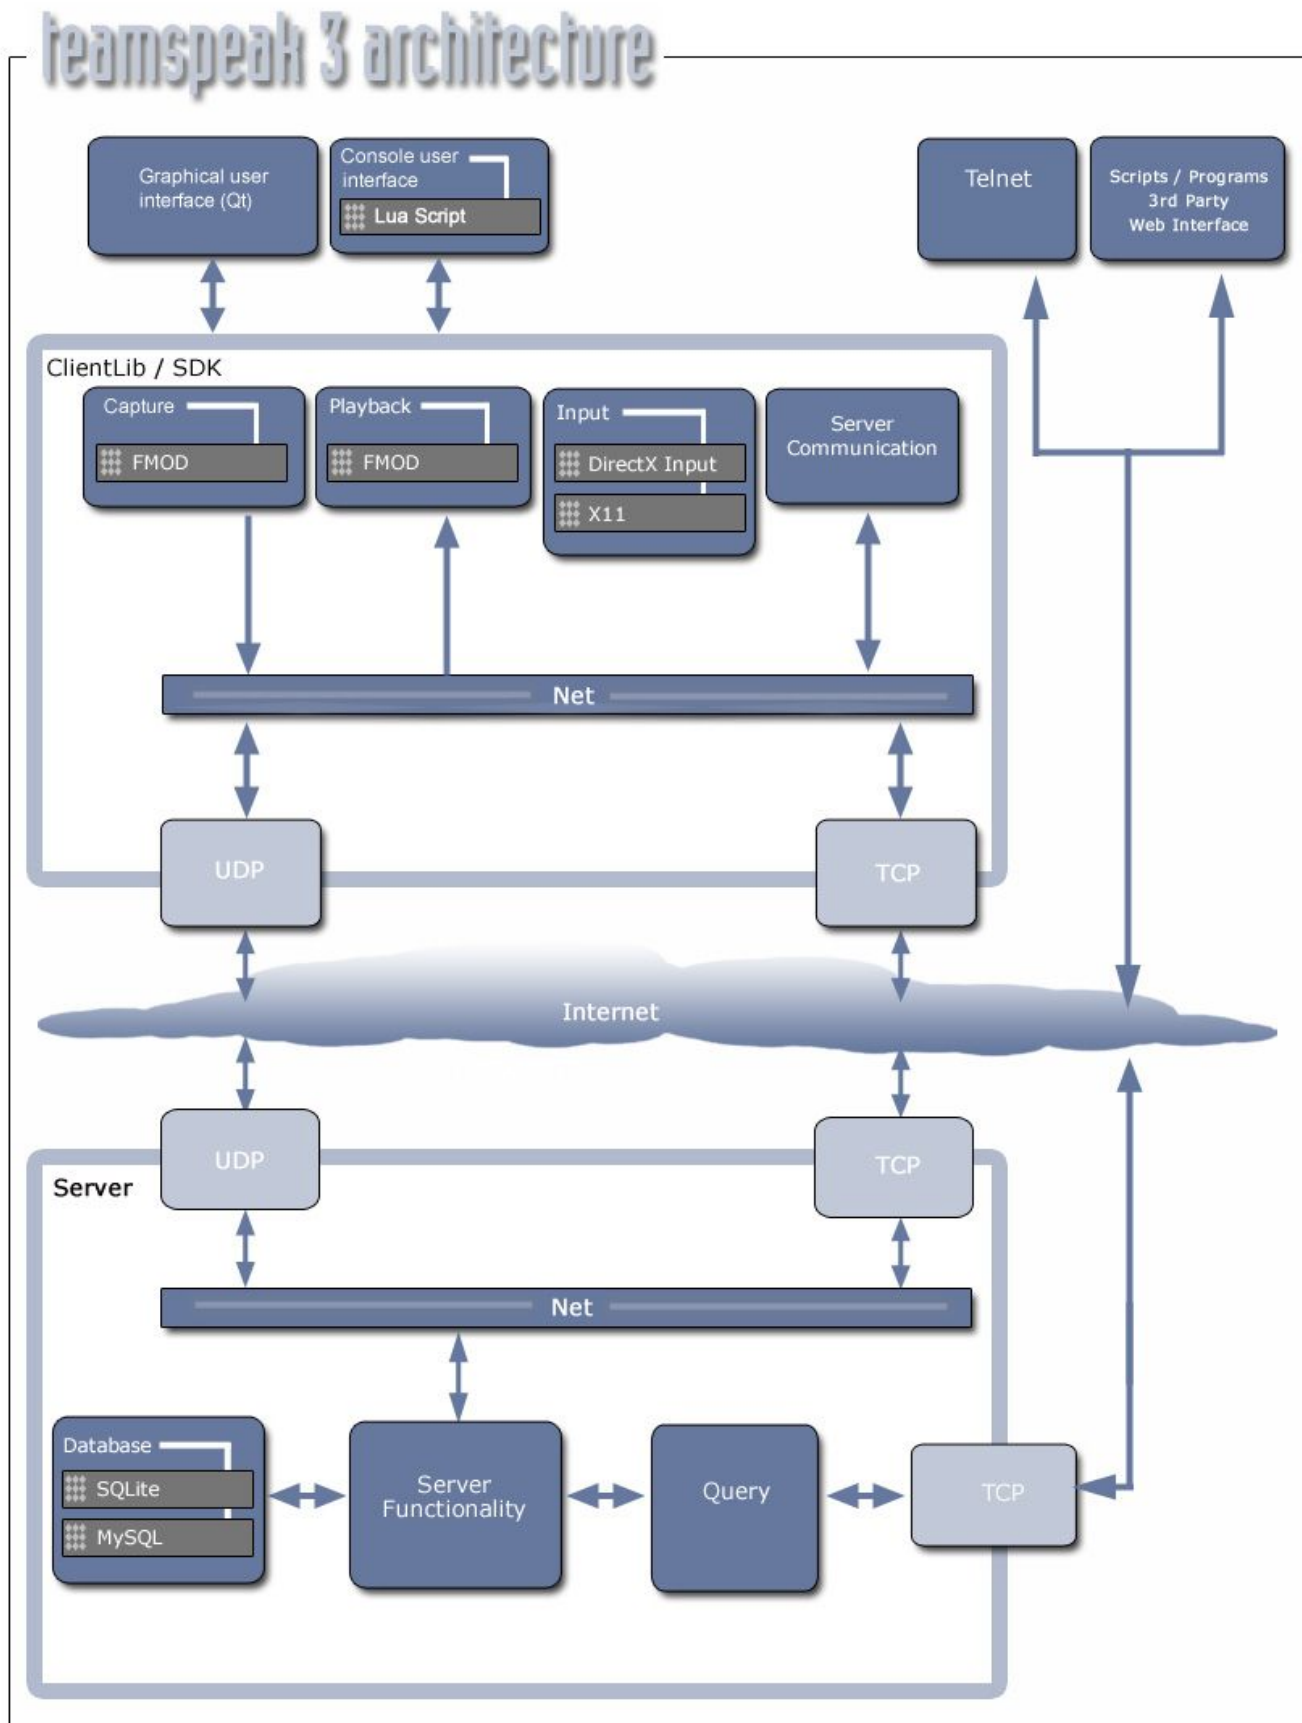 teamspeak 3 architecture
Graphical user
interface (Qt)
Console user
interface
Lua Script
Telnet
Scripts / Programs
3rd Party
Web Interface
ClientLib / SDK
Capture
FMOD
Playback
FMOD
Input
DirectX Input
X11
Server
Communication
Net
UDP
TCP
Internet
UDP
TCP
Server
Net
Database
SQLite
MySQL
Server
Functionality
Query
TCP